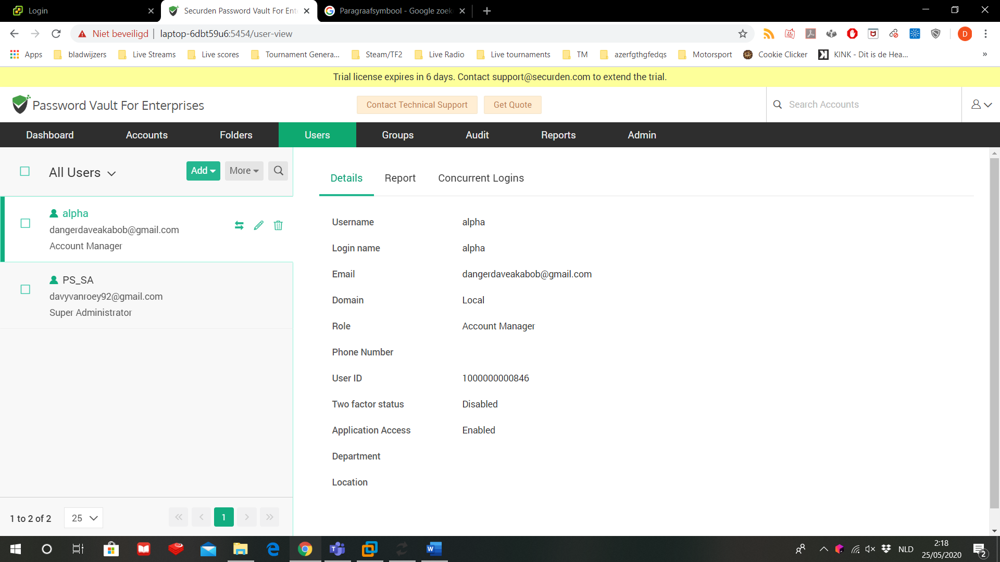 Login
Securden Password Vault For Ent
Paragraafsymbool - Google zoek
Niet beveiligd | laptop-6dbt59u6:5454/user-view
D
Apps bladwijzers Live Streams Live scores Tournament Genera... Steam/TF2 Live Radio Live tournaments TM azerfgthgfedqs Motorsport Cookie Clicker KINK - Dit is de Hea... »
Trial license expires in 6 days. Contact support@securden.com to extend the trial.
Password Vault For Enterprises
Contact Technical Support
Get Quote
Search Accounts
Dashboard Accounts Folders Users Groups Audit Reports Admin
All Users
Add
More
alpha
dangerdaveakabob@gmail.com
Account Manager
PS_SA
davyvanroey92@gmail.com
Super Administrator
1 to 2 of 2
25
1
Details Report Concurrent Logins
Username alpha
Login name alpha
Email dangerdaveakabob@gmail.com
Domain Local
Role Account Manager
Phone Number
User ID 1000000000846
Two factor status Disabled
Application Access Enabled
Department
Location
NLD
2:18
25/05/2020
2